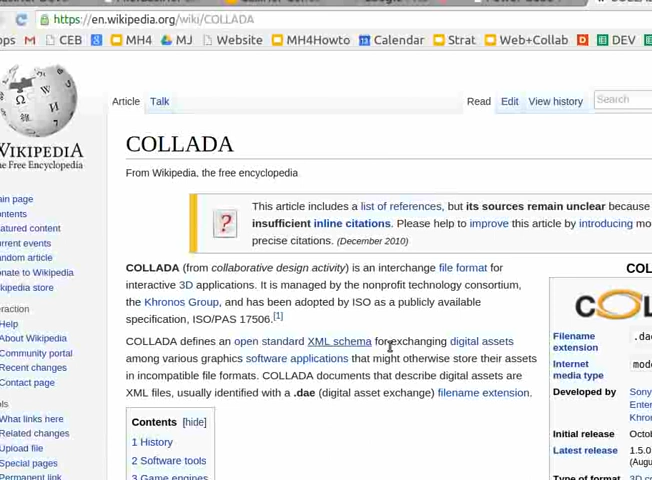 https://en.wikipedia.org/wiki/COLLADA
ops M CEB 8 MH4 MJ Website MH4Howto 13 Calendar Strat Web+Collab D DEV
Ω W И
WIKIPEDIA
he Free Encyclopedia
Article Talk Read Edit View history Search
ain page
ontents
atured content
urrent events
andom article
onate to Wikipedia
ikipedia store
eraction
Help
About Wikipedia
Community portal
Recent changes
Contact page
ols
What links here
Related changes
Upload file
Special pages
Permanent link
COLLADA
From Wikipedia, the free encyclopedia
?
This article includes a list of references, but its sources remain unclear because
insufficient inline citations. Please help to improve this article by introducing mo
precise citations. (December 2010)
COLLADA (from collaborative design activity) is an interchange file format for
interactive 3D applications. It is managed by the nonprofit technology consortium,
the Khronos Group, and has been adopted by ISO as a publicly available
specification, ISO/PAS 17506.[1]
COLLADA defines an open standard XML schema for exchanging digital assets
among various graphics software applications that might otherwise store their assets
in incompatible file formats. COLLADA documents that describe digital assets are
XML files, usually identified with a .dae (digital asset exchange) filename extension.
Contents [hide]
1 History
2 Software tools
3 Game engines
COL
COL
Filename
extension .da
Internet
media type mod
Developed by Sony
Enter
Khro
Initial release Octo
Latest release 1.5.0
(Augu
Type of format 3D c